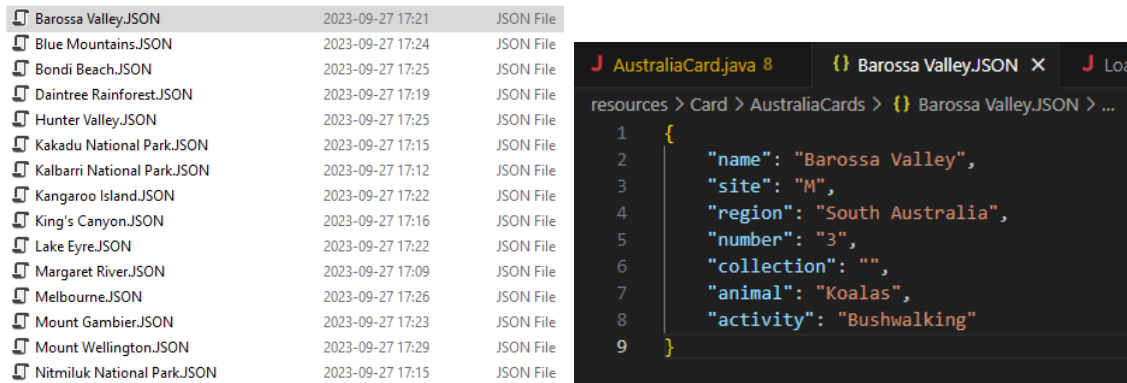 Barossa Valley.JSON 2023-09-27 17:21 JSON File
Blue Mountains.JSON 2023-09-27 17:24 JSON File
Bondi Beach.JSON 2023-09-27 17:25 JSON File
Daintree Rainforest.JSON 2023-09-27 17:19 JSON File
Hunter Valley.JSON 2023-09-27 17:25 JSON File
Kakadu National Park.JSON 2023-09-27 17:15 JSON File
Kalbarri National Park.JSON 2023-09-27 17:12 JSON File
Kangaroo Island.JSON 2023-09-27 17:22 JSON File
King's Canyon.JSON 2023-09-27 17:16 JSON File
Lake Eyre.JSON 2023-09-27 17:22 JSON File
Margaret River.JSON 2023-09-27 17:09 JSON File
Melbourne.JSON 2023-09-27 17:26 JSON File
Mount Gambier.JSON 2023-09-27 17:23 JSON File
Mount Wellington.JSON 2023-09-27 17:29 JSON File
Nitmiluk National Park.JSON 2023-09-27 17:15 JSON File
J AustraliaCard.java 8 {} Barossa Valley.JSON × J Loa
resources > Card > AustraliaCards > {} Barossa Valley.JSON > ...
1 {
2 "name": "Barossa Valley",
3 "site": "M",
4 "region": "South Australia",
5 "number": "3",
6 "collection": "",
7 "animal": "Koalas",
8 "activity": "Bushwalking"
9 }